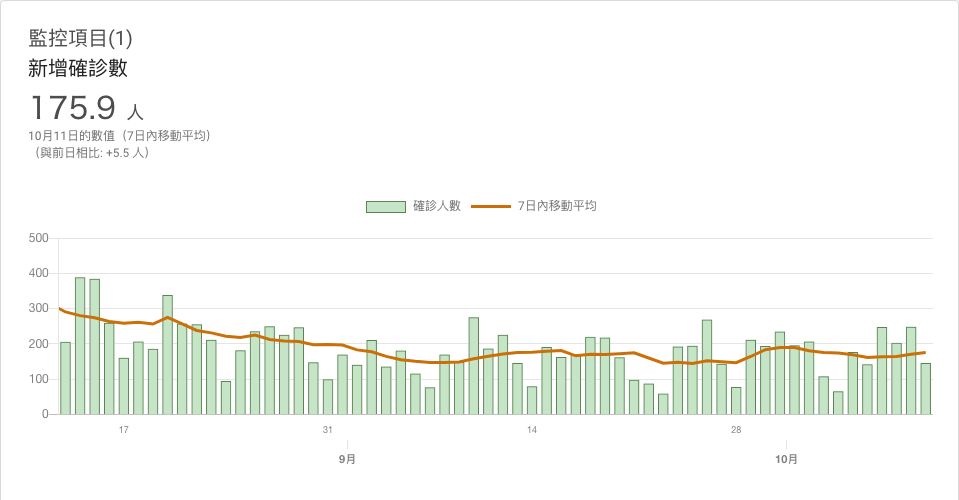 監控項目(1)
新增確診數
175.9 人
10月11日的數值（7日內移動平均）
（與前日相比: +5.5 人）
確診人數 7日內移動平均
500
400
300
200
100
0
17 31 14 28
9月 10月